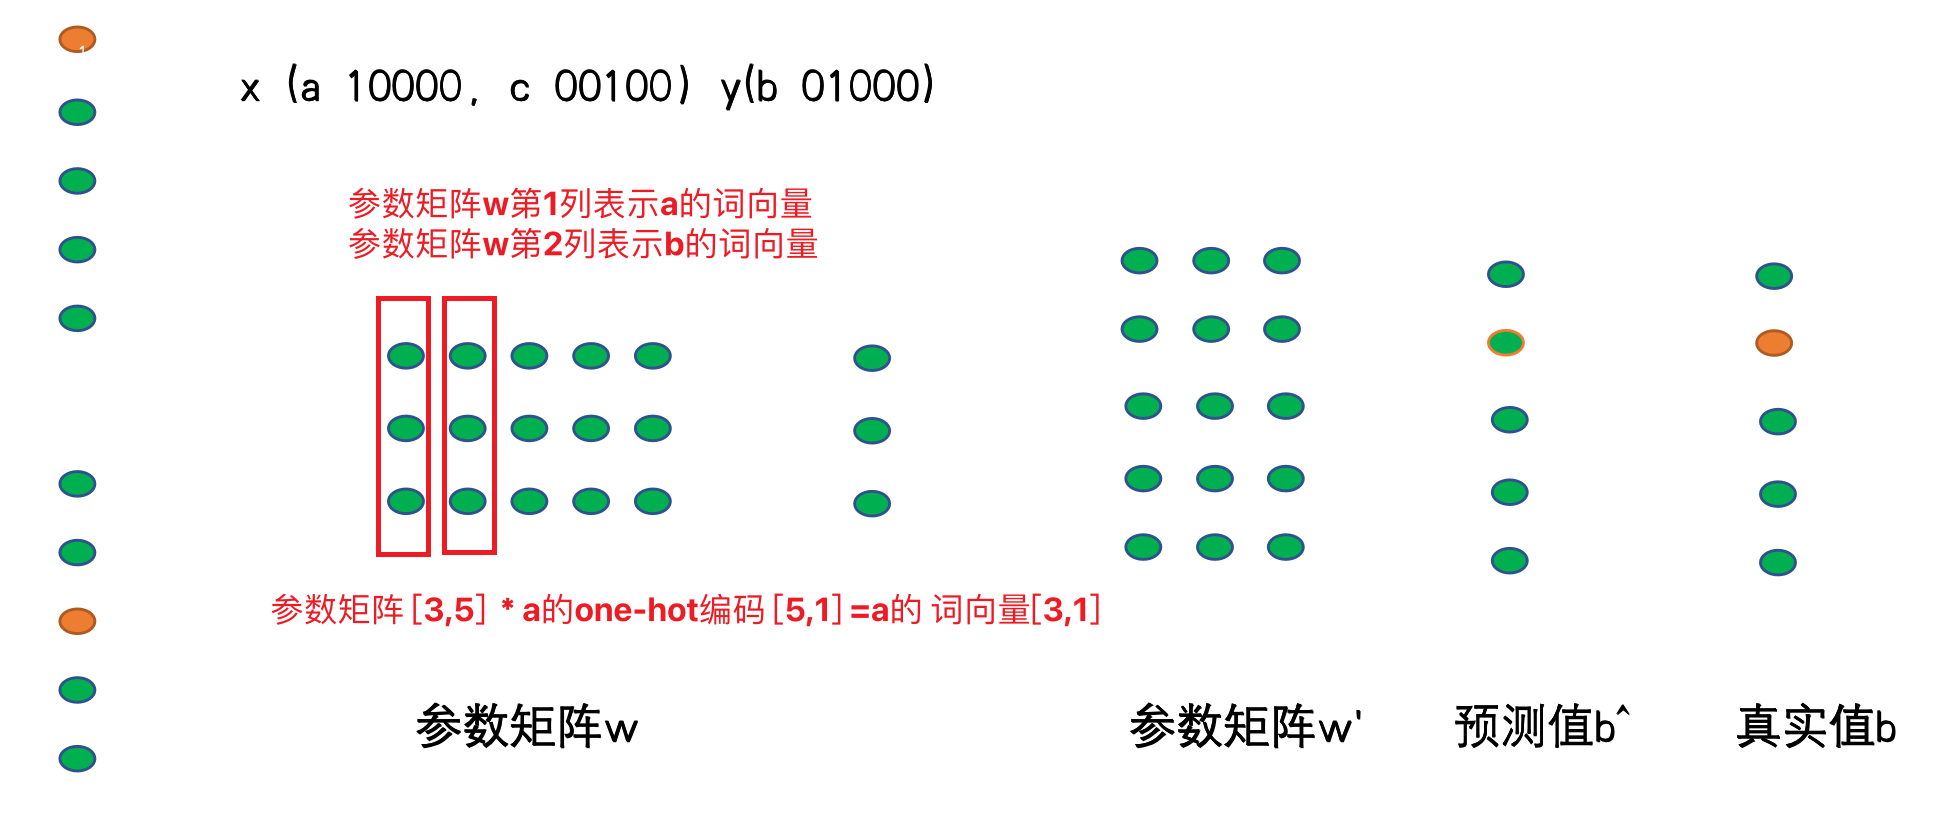 1
x (a 10000, c 00100) y(b 01000)
参数矩阵w第1列表示a的词向量
参数矩阵w第2列表示b的词向量
参数矩阵[3,5] * a的one-hot编码[5,1]=a的 词向量[3,1]
参数矩阵w
参数矩阵w'
预测值b^
真实值b